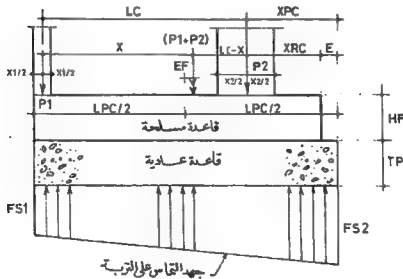 LC
XPC
X
(P1+P2)
LC-X
XRC
E
X1/2
X1/2
P1
EF
P2
X2/2
X2/2
LPC/2
LPC/2
قاعدة مسلحة
HF
قاعدة عادية
TP
FS1
FS2
جهد التماس على التربة